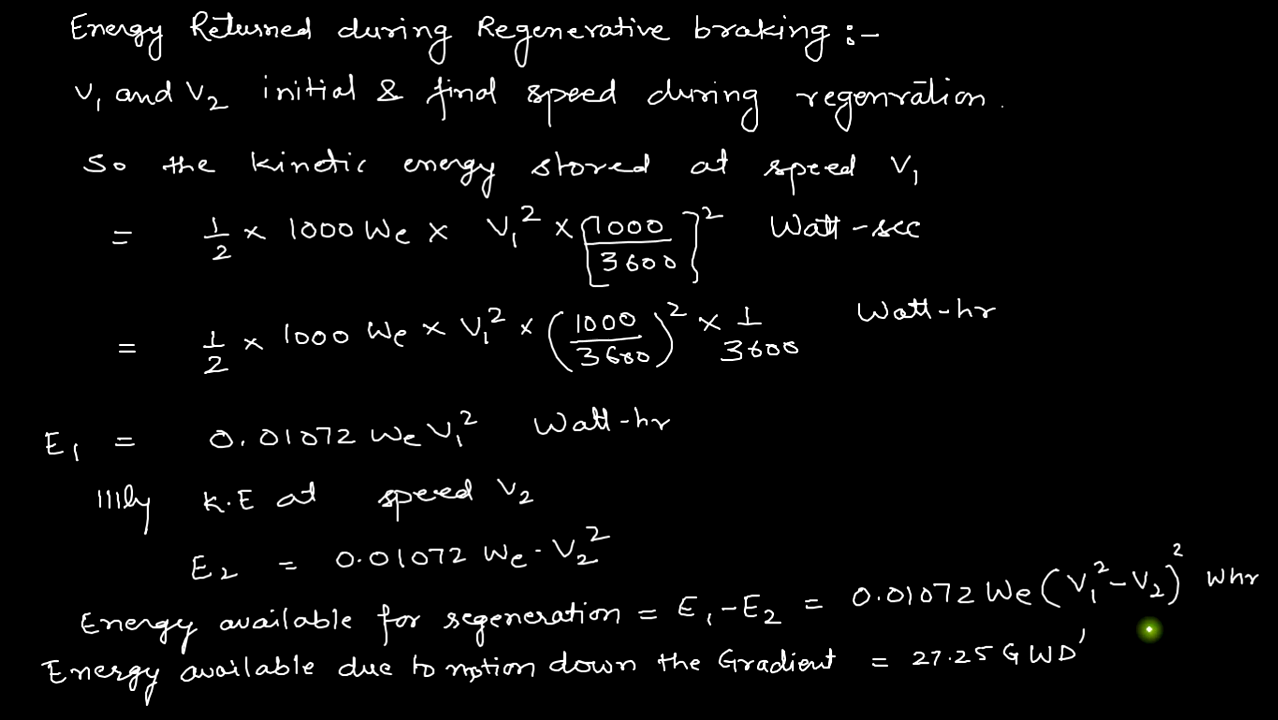 Energy Returned during Regenerative braking :-
V₁ and V₂ initial & final speed during regenration.
So the kinetic energy stored at speed V₁
= 1/2 × 1000 We × V₁² × [1000/3600]² Watt-sec
= 1/2 × 1000 We × V₁² × (1000/3600)² × 1/3600 Watt-hr
E₁ = 0.01072 We V₁² Watt-hr
lllly K.E at speed V₂
E₂ = 0.01072 We · V₂²
Energy available for regeneration = E₁ - E₂ = 0.01072 We (V₁² - V₂)² Whr
Energy available due to motion down the Gradient = 27.25 G W D'